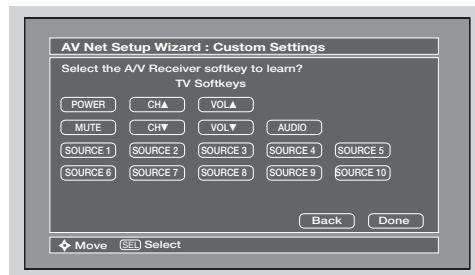 AV Net Setup Wizard : Custom Settings
Select the A/V Receiver softkey to learn?
TV Softkeys
POWER CH▲ VOL▲
MUTE CH▼ VOL▼ AUDIO
SOURCE 1 SOURCE 2 SOURCE 3 SOURCE 4 SOURCE 5
SOURCE 6 SOURCE 7 SOURCE 8 SOURCE 9 SOURCE 10
Back Done
Move SEL Select